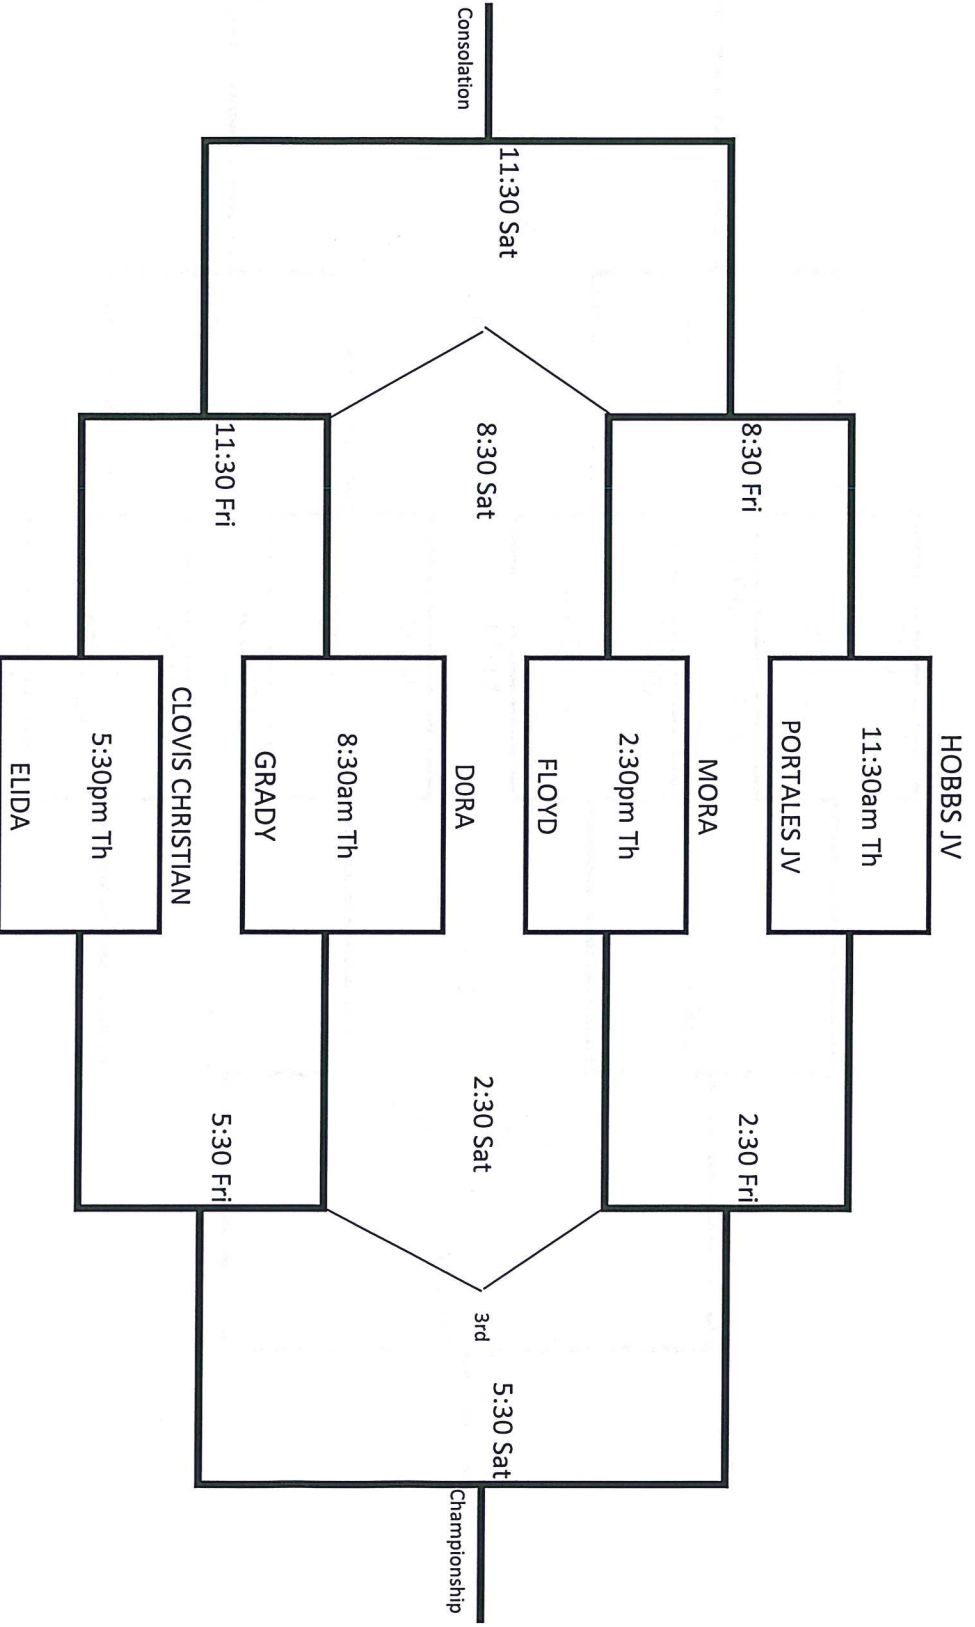 HOBBS JV
11:30am Th
PORTALES JV
8:30 Fri
2:30 Fri
MORA
2:30pm Th
FLOYD
11:30 Sat
5:30 Sat
8:30 Sat
2:30 Sat
3rd
Consolation
D0RA
Championship
8:30am Th
GRADY
11:30 Fri
5:30 Fri
CLOVIS CHRISTIAN
5:30pm Th
ELIDA